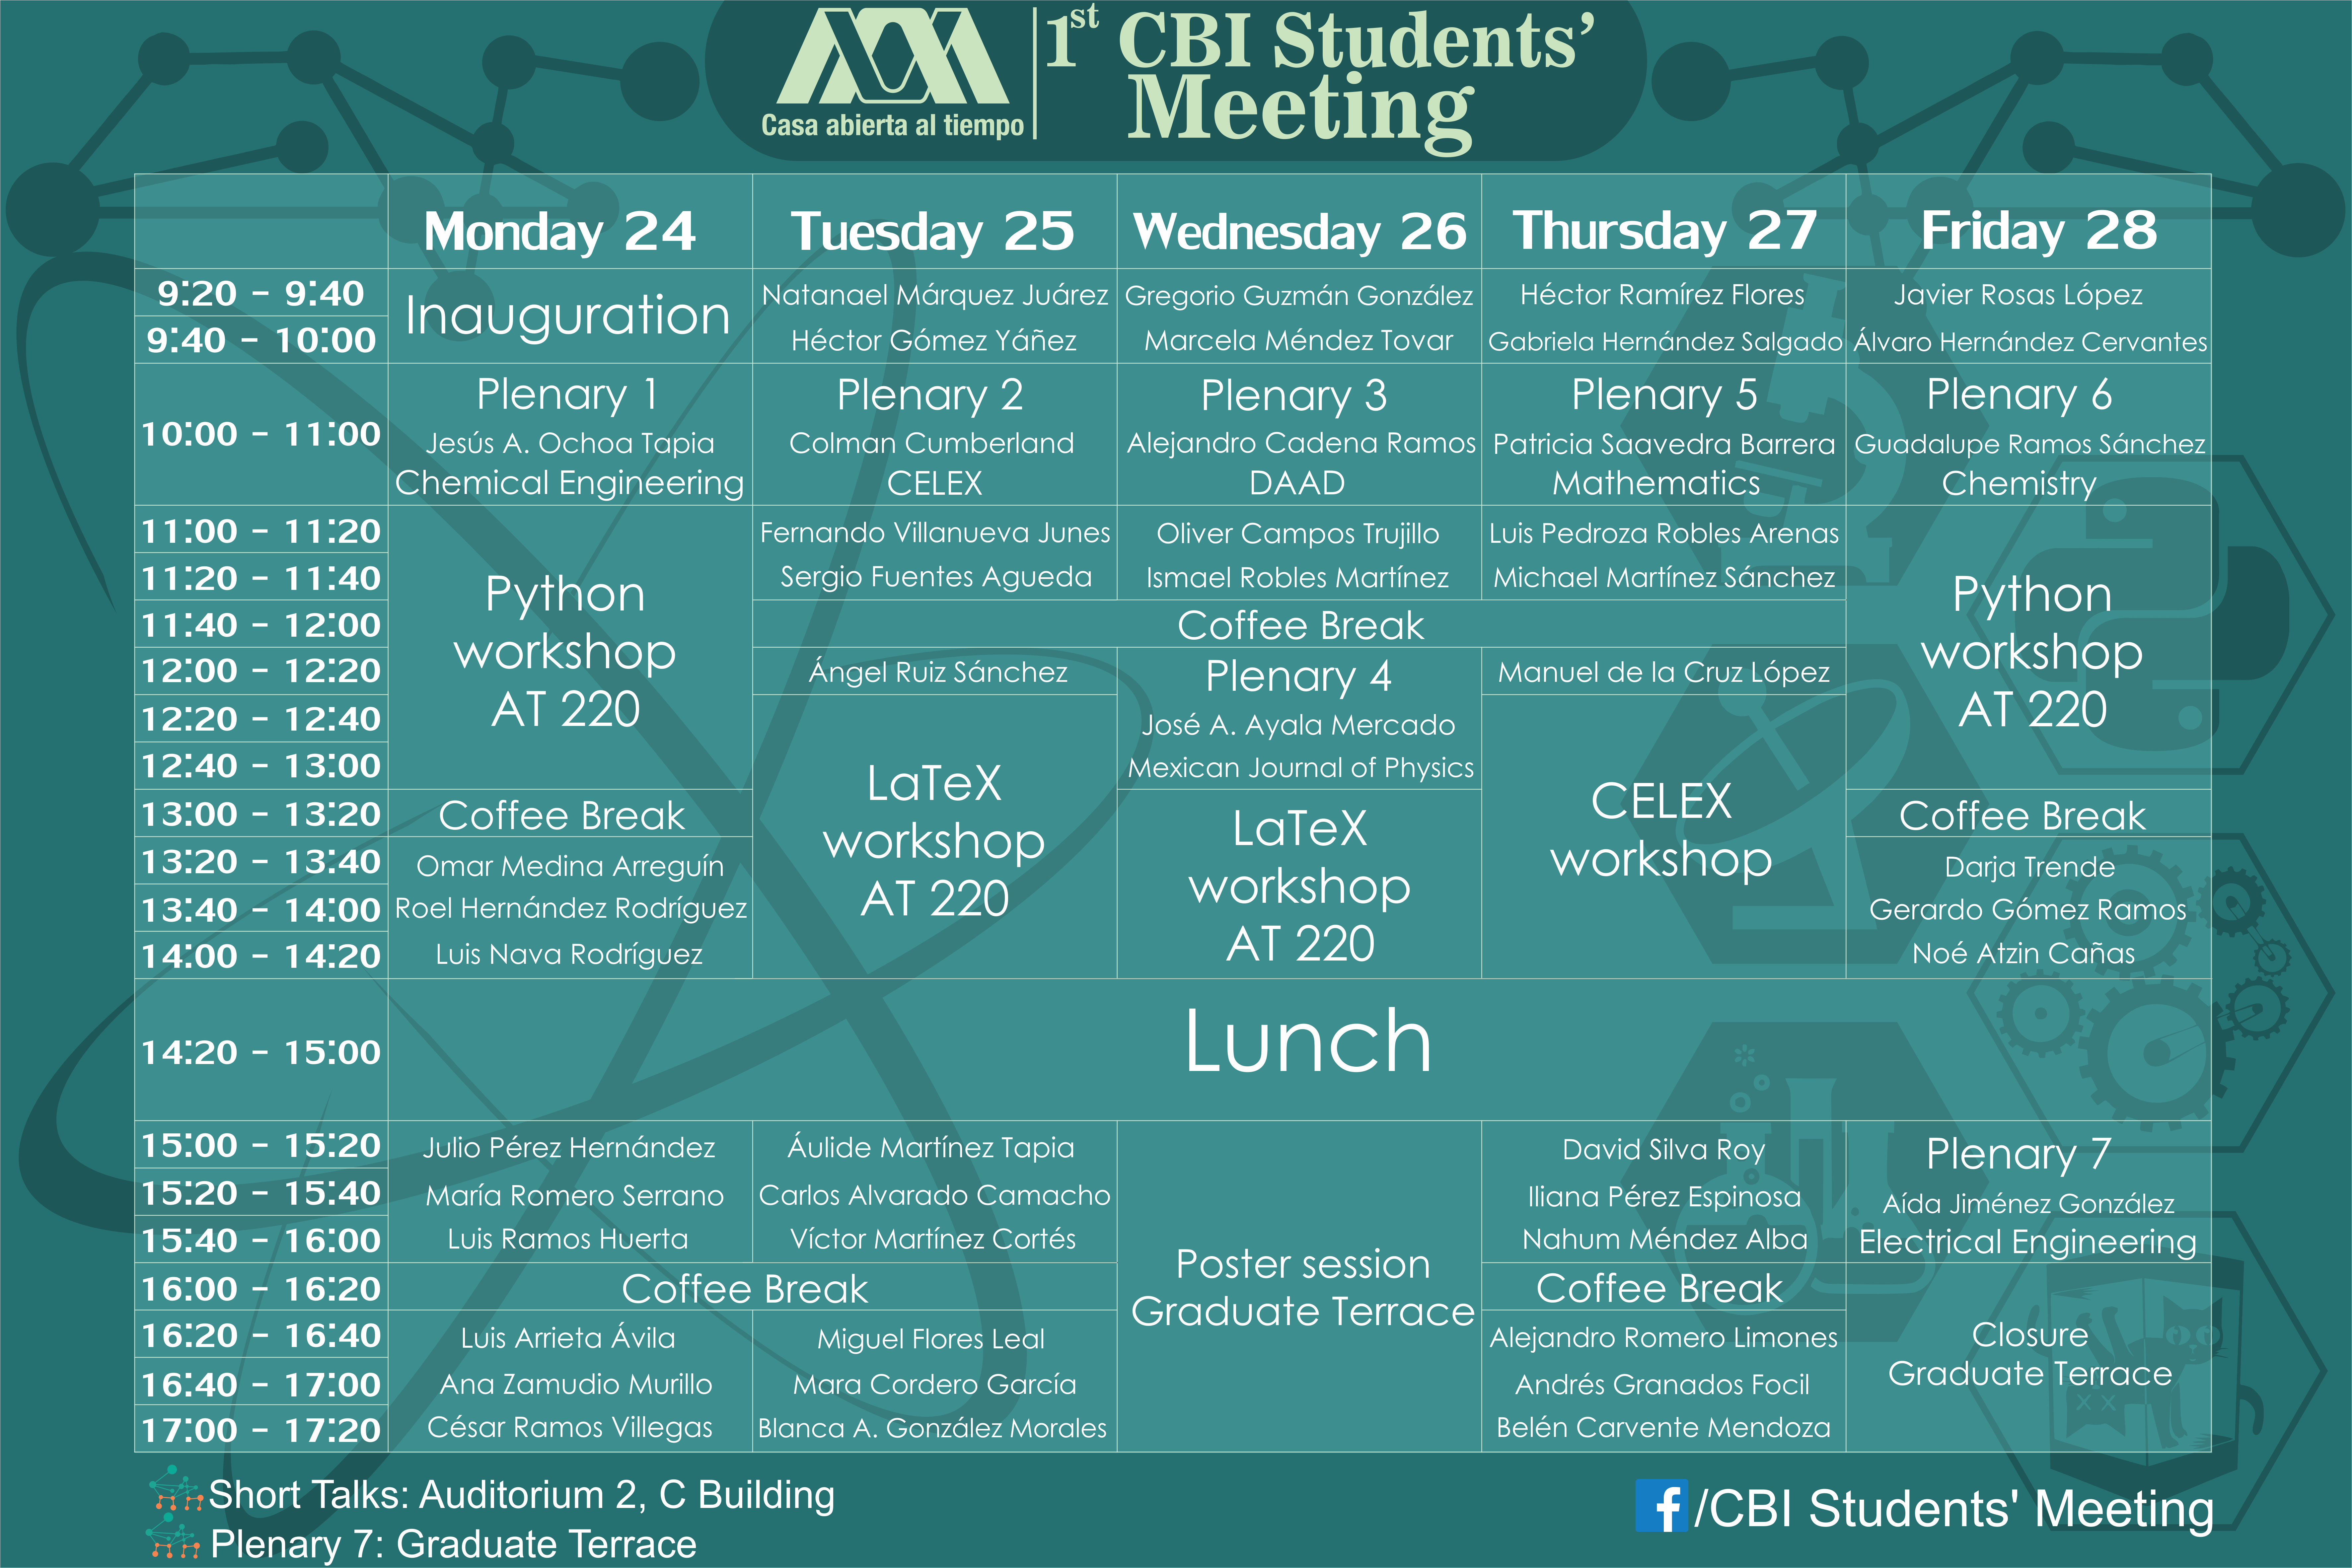 Casa abierta al tiempo
1st CBI Students'
Meeting
Monday 24 Tuesday 25 Wednesday 26 Thursday 27 Friday 28
9:20 - 9:40 Inauguration Natanael Márquez Juárez Gregorio Guzmán González Héctor Ramírez Flores Javier Rosas López
9:40 - 10:00 Héctor Gómez Yáñez Marcela Méndez Tovar Gabriela Hernández Salgado Álvaro Hernández Cervantes
10:00 - 11:00
Plenary 1 Plenary 2 Plenary 3 Plenary 5 Plenary 6
Jesús A. Ochoa Tapia Colman Cumberland Alejandro Cadena Ramos Patricia Saavedra Barrera Guadalupe Ramos Sánchez
Chemical Engineering CELEX DAAD Mathematics Chemistry
11:00 - 11:20 Fernando Villanueva Junes Oliver Campos Trujillo Luis Pedroza Robles Arenas
11:20 - 11:40 Sergio Fuentes Agueda Ismael Robles Martínez Michael Martínez Sánchez
Python
workshop
AT 220
Python
workshop
AT 220
11:40 - 12:00 Coffee Break
12:00 - 12:20 Ángel Ruiz Sánchez Plenary 4 Manuel de la Cruz López
12:20 - 12:40 José A. Ayala Mercado
12:40 - 13:00 Mexican Journal of Physics
LaTeX
workshop
AT 220
LaTeX
workshop
AT 220
CELEX
workshop
13:00 - 13:20 Coffee Break Coffee Break
13:20 - 13:40 Omar Medina Arreguín Darja Trende
13:40 - 14:00 Roel Hernández Rodríguez Gerardo Gómez Ramos
14:00 - 14:20 Luis Nava Rodríguez Noé Atzin Cañas
14:20 - 15:00 Lunch
15:00 - 15:20 Julio Pérez Hernández Áulide Martínez Tapia David Silva Roy Plenary 7
15:20 - 15:40 María Romero Serrano Carlos Alvarado Camacho Iliana Pérez Espinosa Aída Jiménez González
15:40 - 16:00 Luis Ramos Huerta Víctor Martínez Cortés Nahum Méndez Alba Electrical Engineering
Poster session
Graduate Terrace
16:00 - 16:20 Coffee Break Coffee Break
16:20 - 16:40 Luis Arrieta Ávila Miguel Flores Leal Alejandro Romero Limones
16:40 - 17:00 Ana Zamudio Murillo Mara Cordero García Andrés Granados Focil
17:00 - 17:20 César Ramos Villegas Blanca A. González Morales Belén Carvente Mendoza
Closure
Graduate Terrace
Short Talks: Auditorium 2, C Building
Plenary 7: Graduate Terrace
f /CBI Students' Meeting